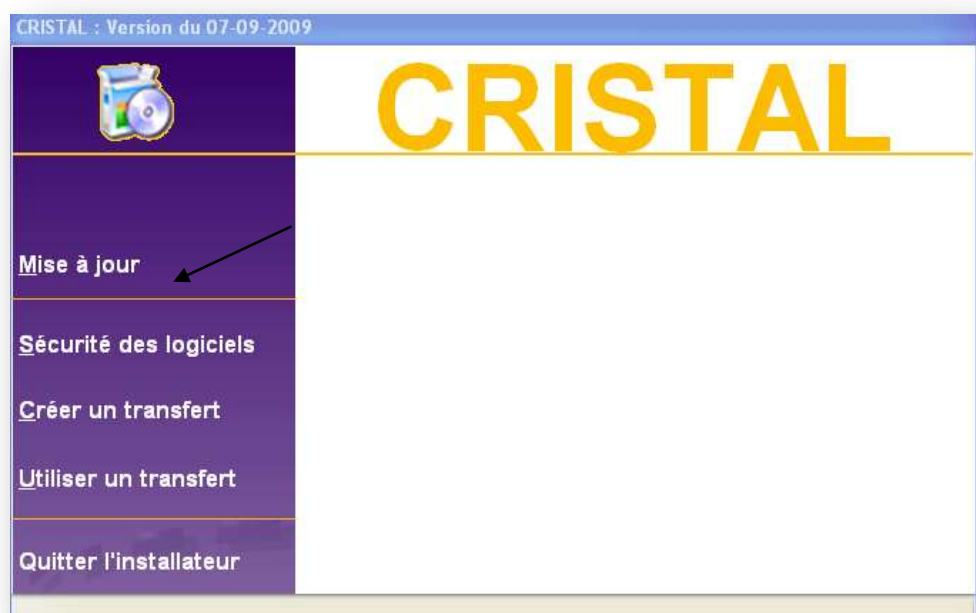 CRISTAL : Version du 07-09-2009
CRISTAL
Mise à jour
Sécurité des logiciels
Créer un transfert
Utiliser un transfert
Quitter l'installateur